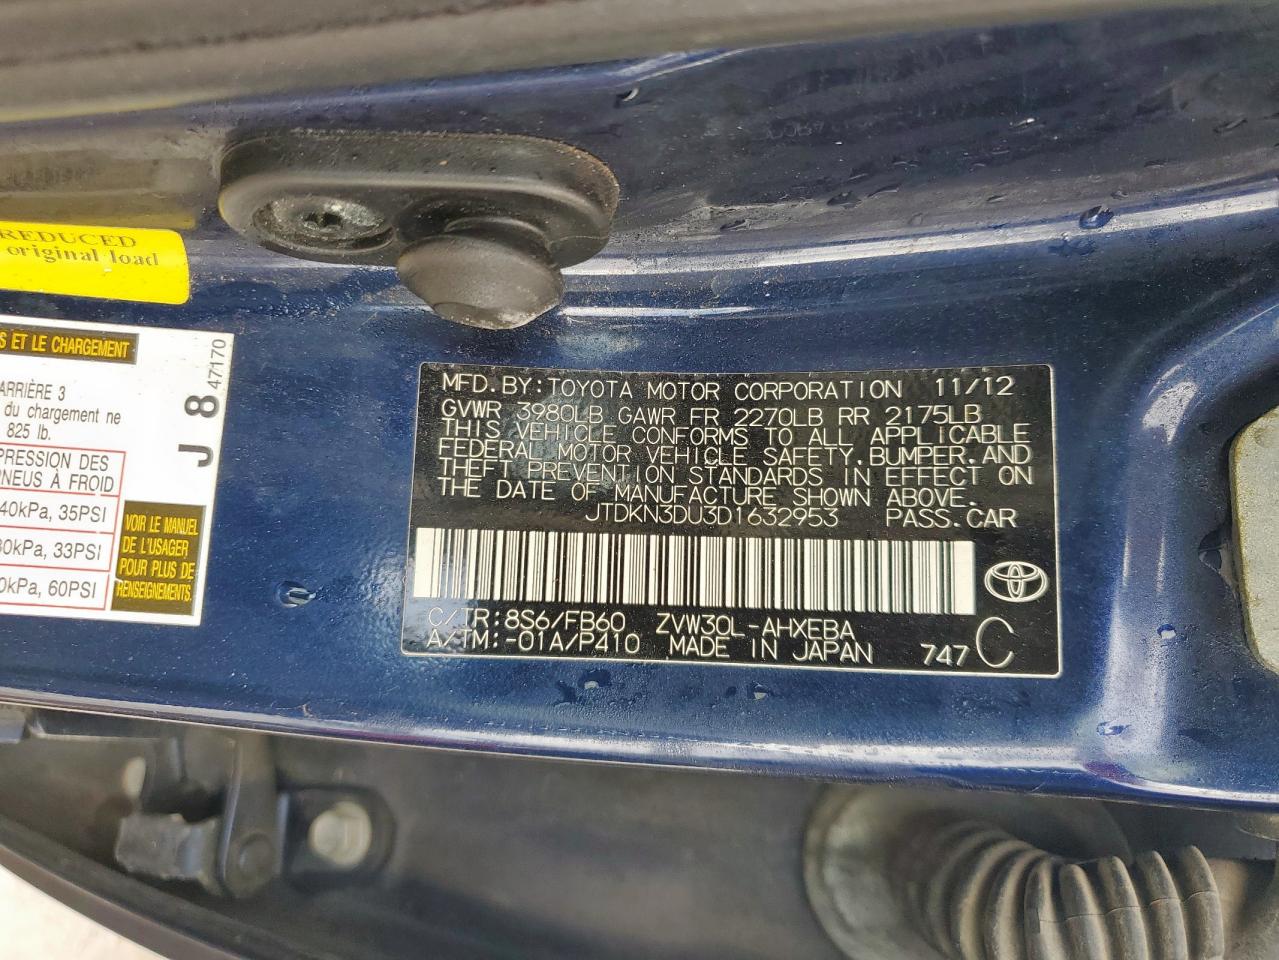 REDUCED
original load
S ET LE CHARGEMENT
ARRIÈRE 3
du chargement ne
825 lb.
PRESSION DES
PNEUS À FROID
40kPa, 35PSI
30kPa, 33PSI
0kPa, 60PSI
VOIR LE MANUEL
DE L'USAGER
POUR PLUS DE
RENSEIGNEMENTS.
J 8 47170
MFD. BY: TOYOTA MOTOR CORPORATION 11/12
GVWR 3980LB GAWR FR 2270LB RR 2175LB
THIS VEHICLE CONFORMS TO ALL APPLICABLE
FEDERAL MOTOR VEHICLE SAFETY, BUMPER, AND
THEFT PREVENTION STANDARDS IN EFFECT ON
THE DATE OF MANUFACTURE SHOWN ABOVE.
JTDKN3DU3D1632953 PASS. CAR
C/TR: 8S6/FB60 ZVW30L-AHXEBA
A/TM: -01A/P410 MADE IN JAPAN 747 C